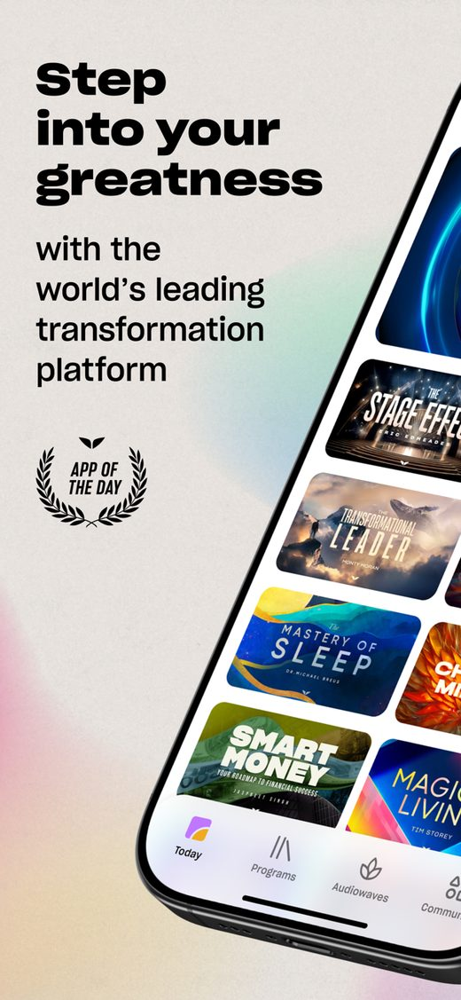 Step
into your
greatness
with the
world's leading
transformation
platform
APP OF
THE DAY
THE
STAGE EFFEC
ERIC EDMEADES
THE
TRANSFORMATIONAL
LEADER
MONTY MORAN
The
MASTERY OF
SLEEP
DR. MICHAEL BREUS
CH
MI
SMART
MONEY
YOUR ROADMAP TO FINANCIAL SUCCESS
JASPREET SINGH
MAGIC
LIVIN
TIM STOREY
Today
Programs
Audiowaves
Commun